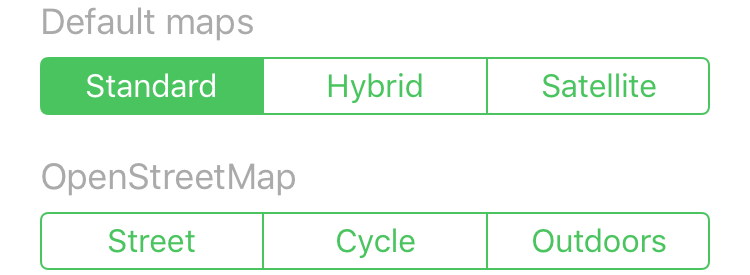 Default maps
Standard Hybrid Satellite
OpenStreetMap
Street Cycle Outdoors